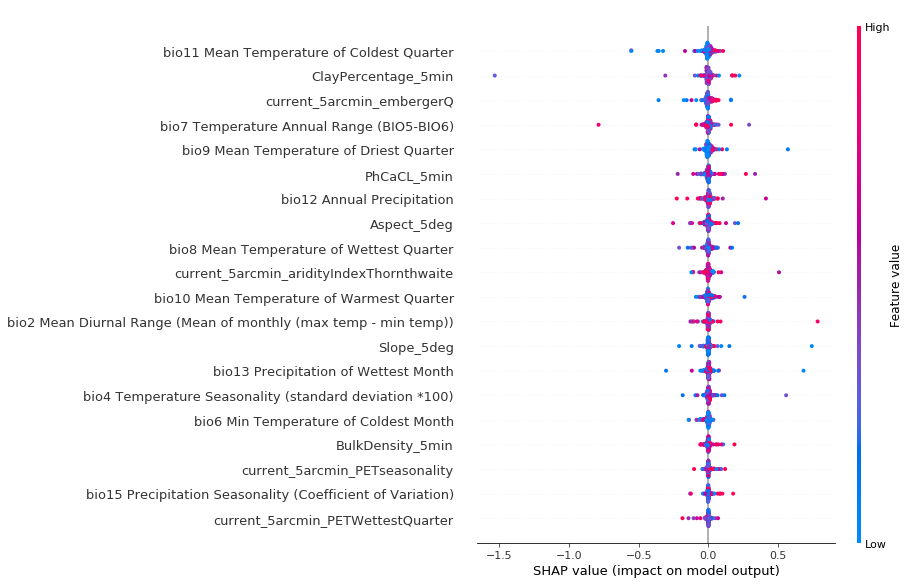 High
bio11 Mean Temperature of Coldest Quarter
ClayPercentage_5min
current_5arcmin_embergerQ
bio7 Temperature Annual Range (BIO5-BIO6)
bio9 Mean Temperature of Driest Quarter
PhCaCL_5min
bio12 Annual Precipitation
Aspect_5deg
bio8 Mean Temperature of Wettest Quarter
current_5arcmin_aridityIndexThornthwaite
bio10 Mean Temperature of Warmest Quarter
bio2 Mean Diurnal Range (Mean of monthly (max temp - min temp))
Slope_5deg
bio13 Precipitation of Wettest Month
bio4 Temperature Seasonality (standard deviation *100)
bio6 Min Temperature of Coldest Month
BulkDensity_5min
current_5arcmin_PETseasonality
bio15 Precipitation Seasonality (Coefficient of Variation)
current_5arcmin_PETWettestQuarter
Feature value
Low
−1.5 −1.0 −0.5 0.0 0.5
SHAP value (impact on model output)